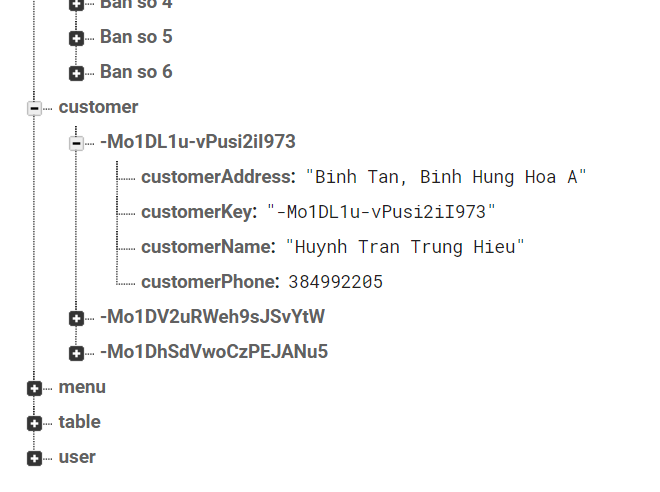 Ban so 4
Ban so 5
Ban so 6
customer
-Mo1DL1u-vPusi2iI973
customerAddress: "Binh Tan, Binh Hung Hoa A"
customerKey: "-Mo1DL1u-vPusi2iI973"
customerName: "Huynh Tran Trung Hieu"
customerPhone: 384992205
-Mo1DV2uRWeh9sJSvYtW
-Mo1DhSdVwoCzPEJANu5
menu
table
user